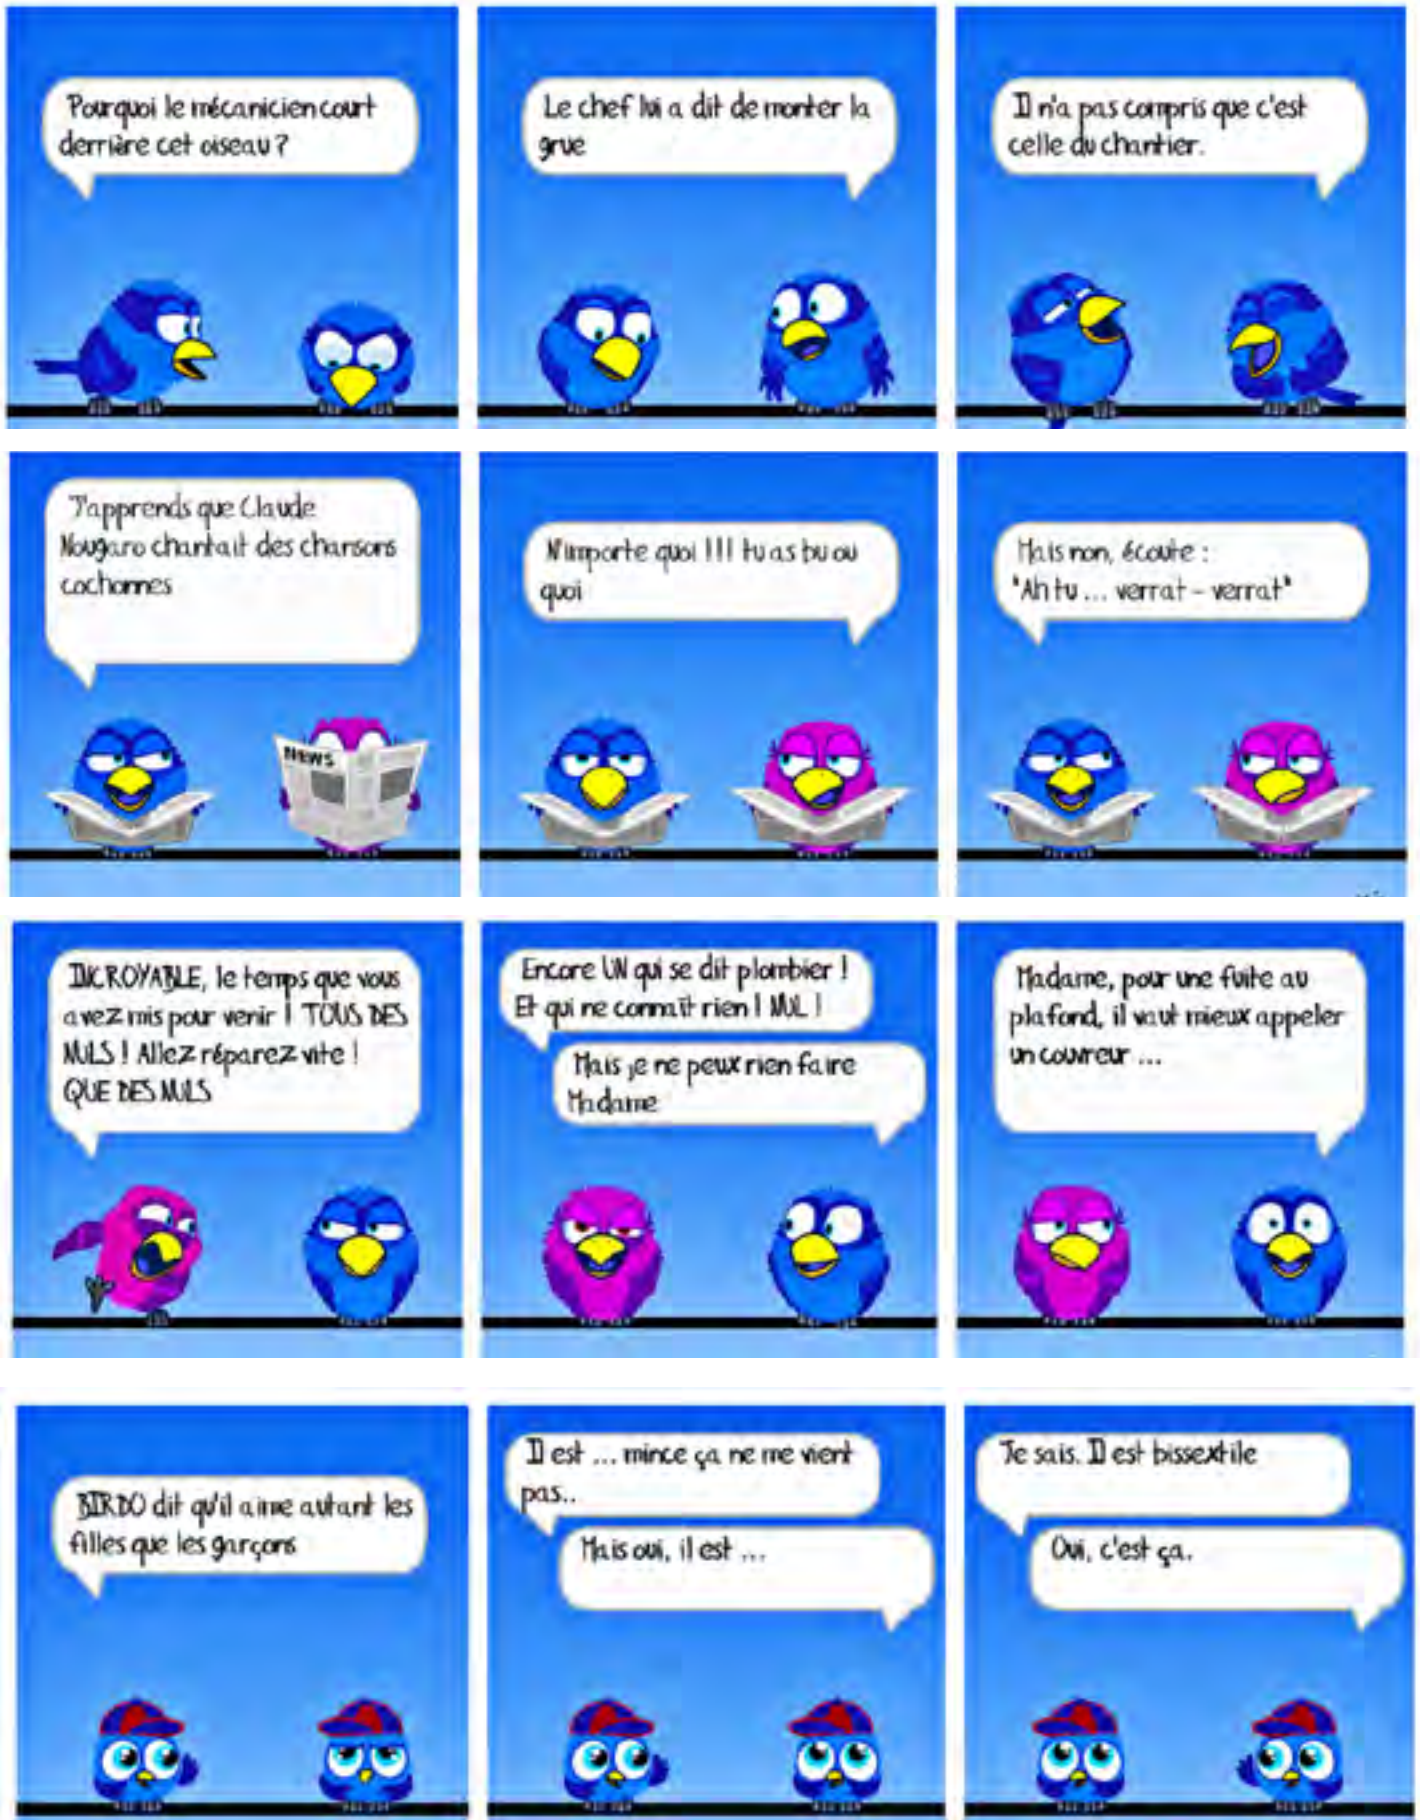 Pourquoi le mécanicien court
derrière cet oiseau ?
Le chef lui a dit de monter la
grue
Il n'a pas compris que c'est
celle du chantier.
J'apprends que Claude
Nougaro chantait des chansons
cochonnes
NEWS
N'importe quoi !!! tu as bu ou
quoi
Mais non, écoute :
"Ah tu ... verrat - verrat"
INCROYABLE, le temps que vous
avez mis pour venir ! TOUS DES
NULS ! Allez réparez vite !
QUE DES NULS
Encore UN qui se dit plombier !
Et qui ne connaît rien ! NUL !
Mais je ne peux rien faire
Madame
Madame, pour une fuite au
plafond, il vaut mieux appeler
un couvreur ...
BIRDO dit qu'il aime autant les
filles que les garçons
Il est ... mince ça ne me vient
pas..
Mais oui, il est ...
Je sais. Il est bissextile
Oui, c'est ça.